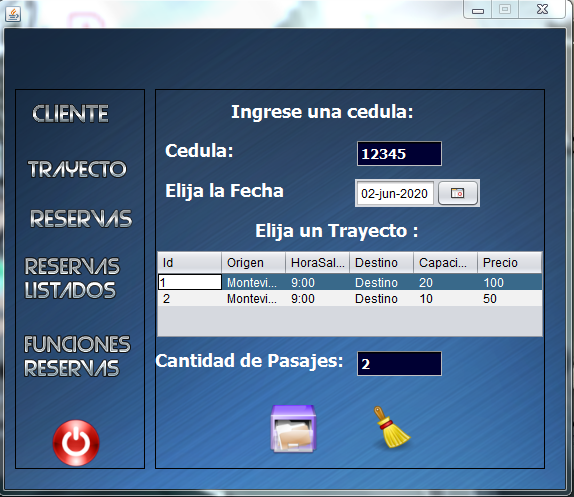 CLIENTE
TRAYECTO
RESERVAS
RESERVAS
LISTADOS
FUNCIONES
RESERVAS
Ingrese una cedula:
Cedula: 12345
Elija la Fecha 02-jun-2020
Elija un Trayecto :
Id Origen HoraSal... Destino Capaci... Precio
1 Montevi... 9:00 Destino 20 100
2 Montevi... 9:00 Destino 10 50
Cantidad de Pasajes: 2